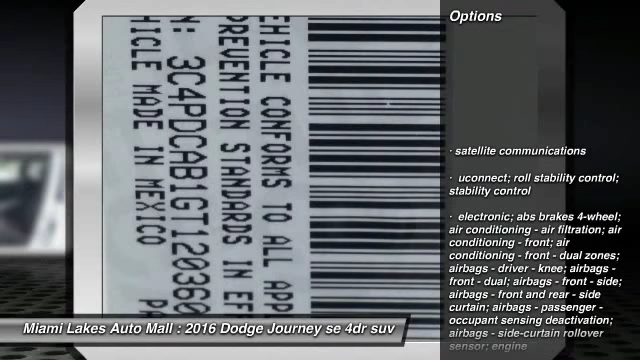 EHICLE CONFORMS TO ALL APP
PREVENTION STANDARDS IN EF
N: 3C4PDCAB1GT120360
HICLE MADE IN MEXICO
PA
Options
· satellite communications
· uconnect; roll stability control;
stability control
· electronic; abs brakes 4-wheel;
air conditioning - air filtration; air
conditioning - front; air
conditioning - front - dual zones;
airbags - driver - knee; airbags -
front - dual; airbags - front - side;
airbags - front and rear - side
curtain; airbags - passenger -
occupant sensing deactivation;
airbags - side-curtain rollover
sensor; engine
Miami Lakes Auto Mall : 2016 Dodge Journey se 4dr suv